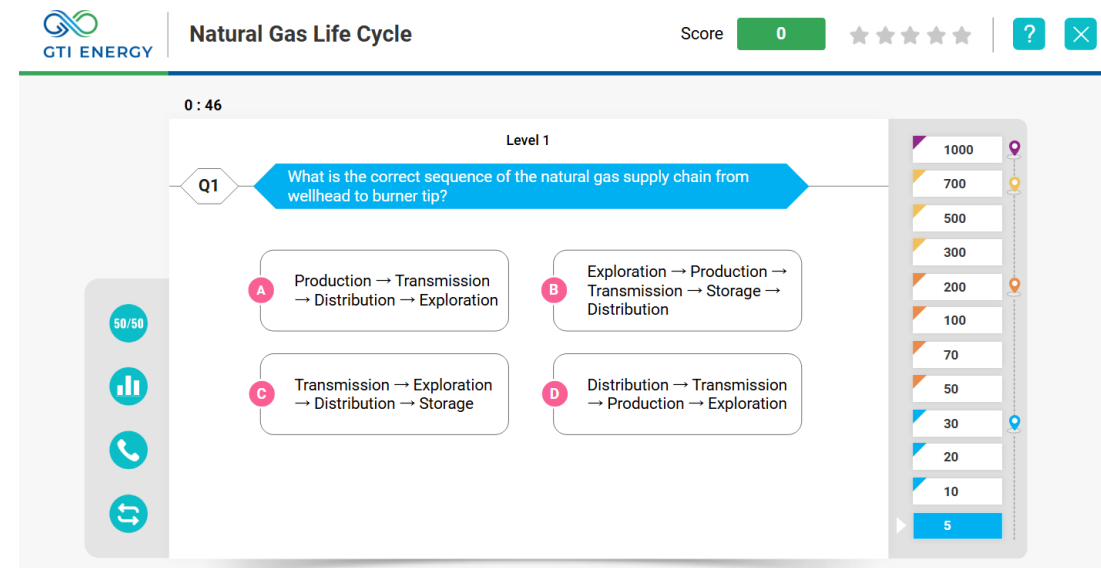 GTI ENERGY
Natural Gas Life Cycle
Score
0
?
0 : 46
Level 1
Q1
What is the correct sequence of the natural gas supply chain from
wellhead to burner tip?
A
Production → Transmission
→ Distribution → Exploration
B
Exploration → Production →
Transmission → Storage →
Distribution
C
Transmission → Exploration
→ Distribution → Storage
D
Distribution → Transmission
→ Production → Exploration
50/50
1000
700
500
300
200
100
70
50
30
20
10
5